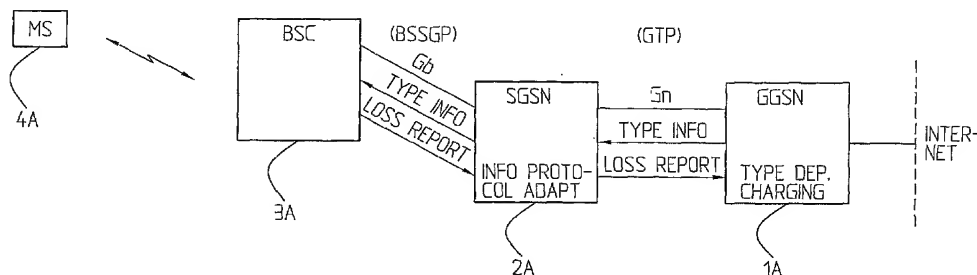 MS
4A
BSC
3A
(BSSGP)
Gb
TYPE INFO
LOSS REPORT
SGSN
INFO PROTO-
COL ADAPT
2A
(GTP)
Gn
TYPE INFO
LOSS REPORT
GGSN
TYPE DEP.
CHARGING
1A
INTER-
NET